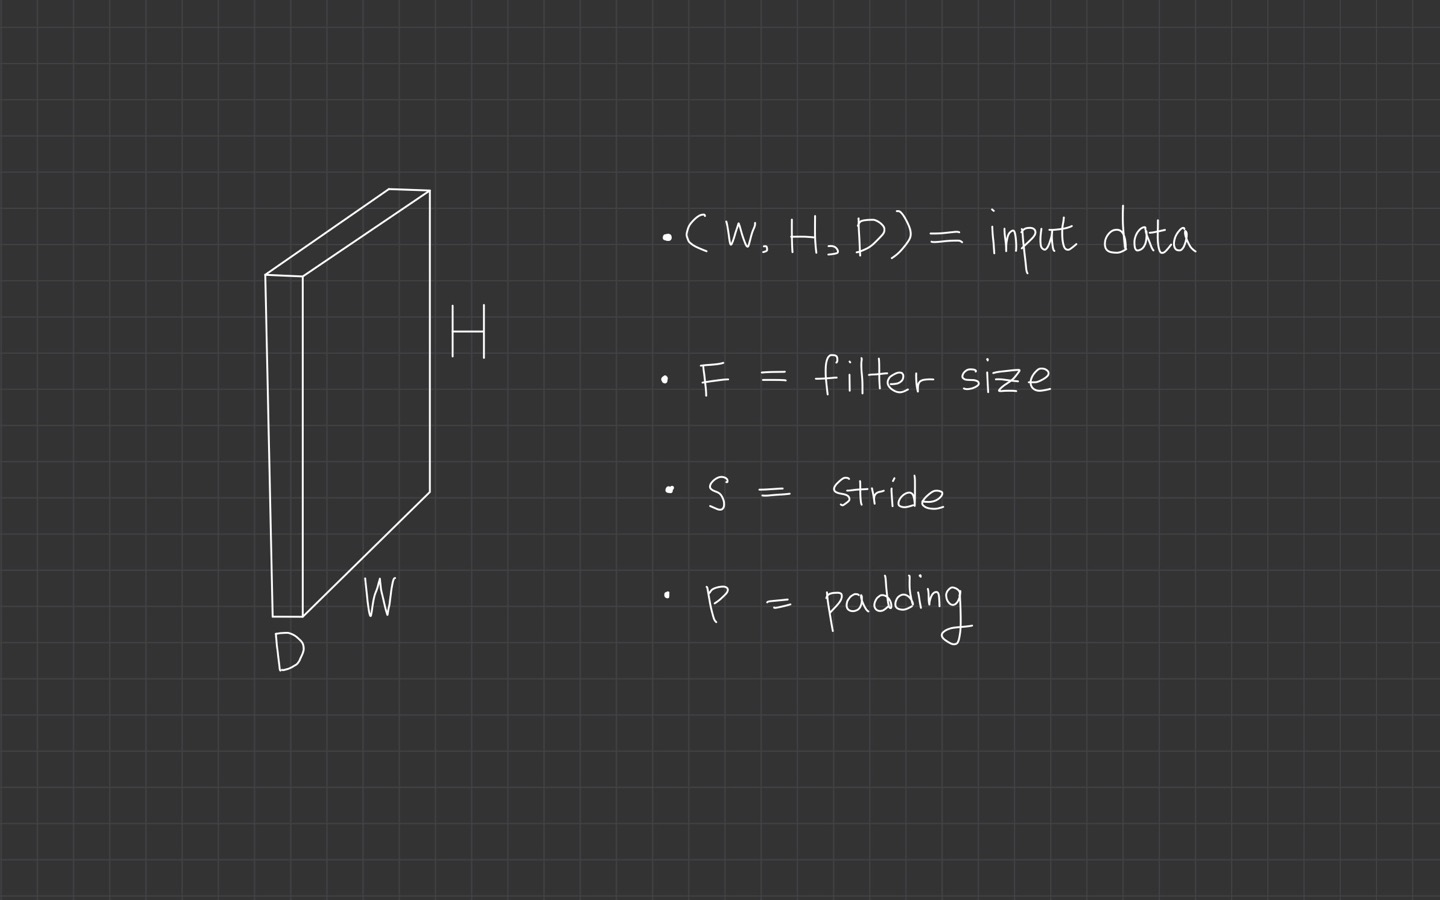 H
W
D
• (W, H, D) = input data
• F = filter size
• S = stride
• P = padding